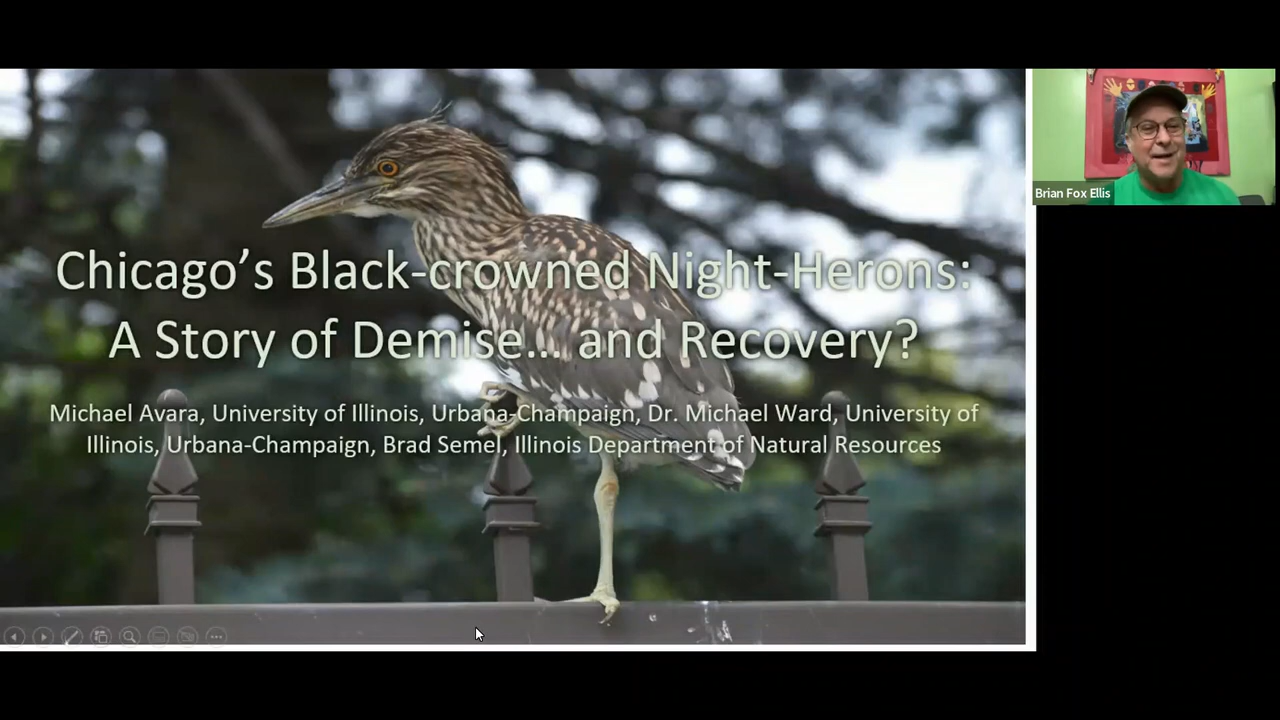 Chicago’s Black-crowned Night-Herons:
A Story of Demise... and Recovery?
Michael Avara, University of Illinois, Urbana-Champaign, Dr. Michael Ward, University of
Illinois, Urbana-Champaign, Brad Semel, Illinois Department of Natural Resources
Brian Fox Ellis